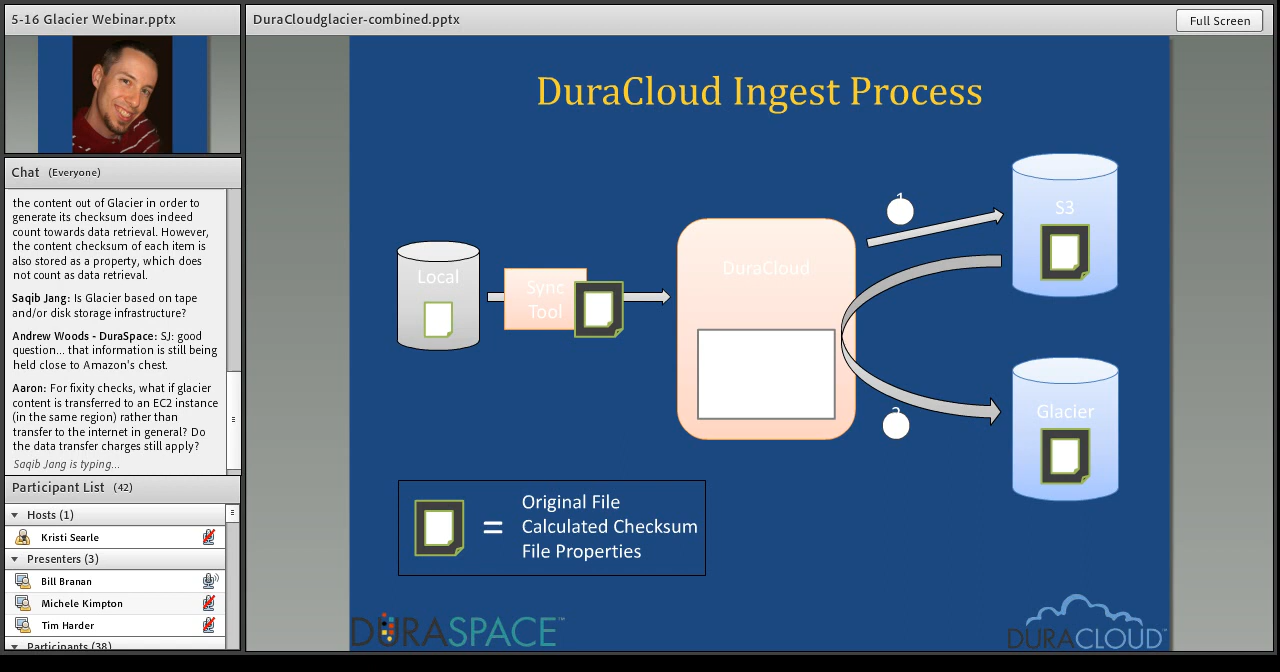 5-16 Glacier Webinar.pptx
DuraCloudglacier-combined.pptx
Full Screen
Chat (Everyone)
the content out of Glacier in order to
generate its checksum does indeed
count towards data retrieval. However,
the content checksum of each item is
also stored as a property, which does
not count as data retrieval.
Saqib Jang: Is Glacier based on tape
and/or disk storage infrastructure?
Andrew Woods - DuraSpace: SJ: good
question... that information is still being
held close to Amazon's chest.
Aaron: For fixity checks, what if glacier
content is transferred to an EC2 instance
(in the same region) rather than
transfer to the internet in general? Do
the data transfer charges still apply?
Saqib Jang is typing...
Participant List (42)
Hosts (1)
Kristi Searle
Presenters (3)
Bill Branan
Michele Kimpton
Tim Harder
Participants (38)
DuraCloud Ingest Process
Local
Sync
Tool
DuraCloud
1
S3
2
Glacier
=
Original File
Calculated Checksum
File Properties
DURASPACE™
DURACLOUD™